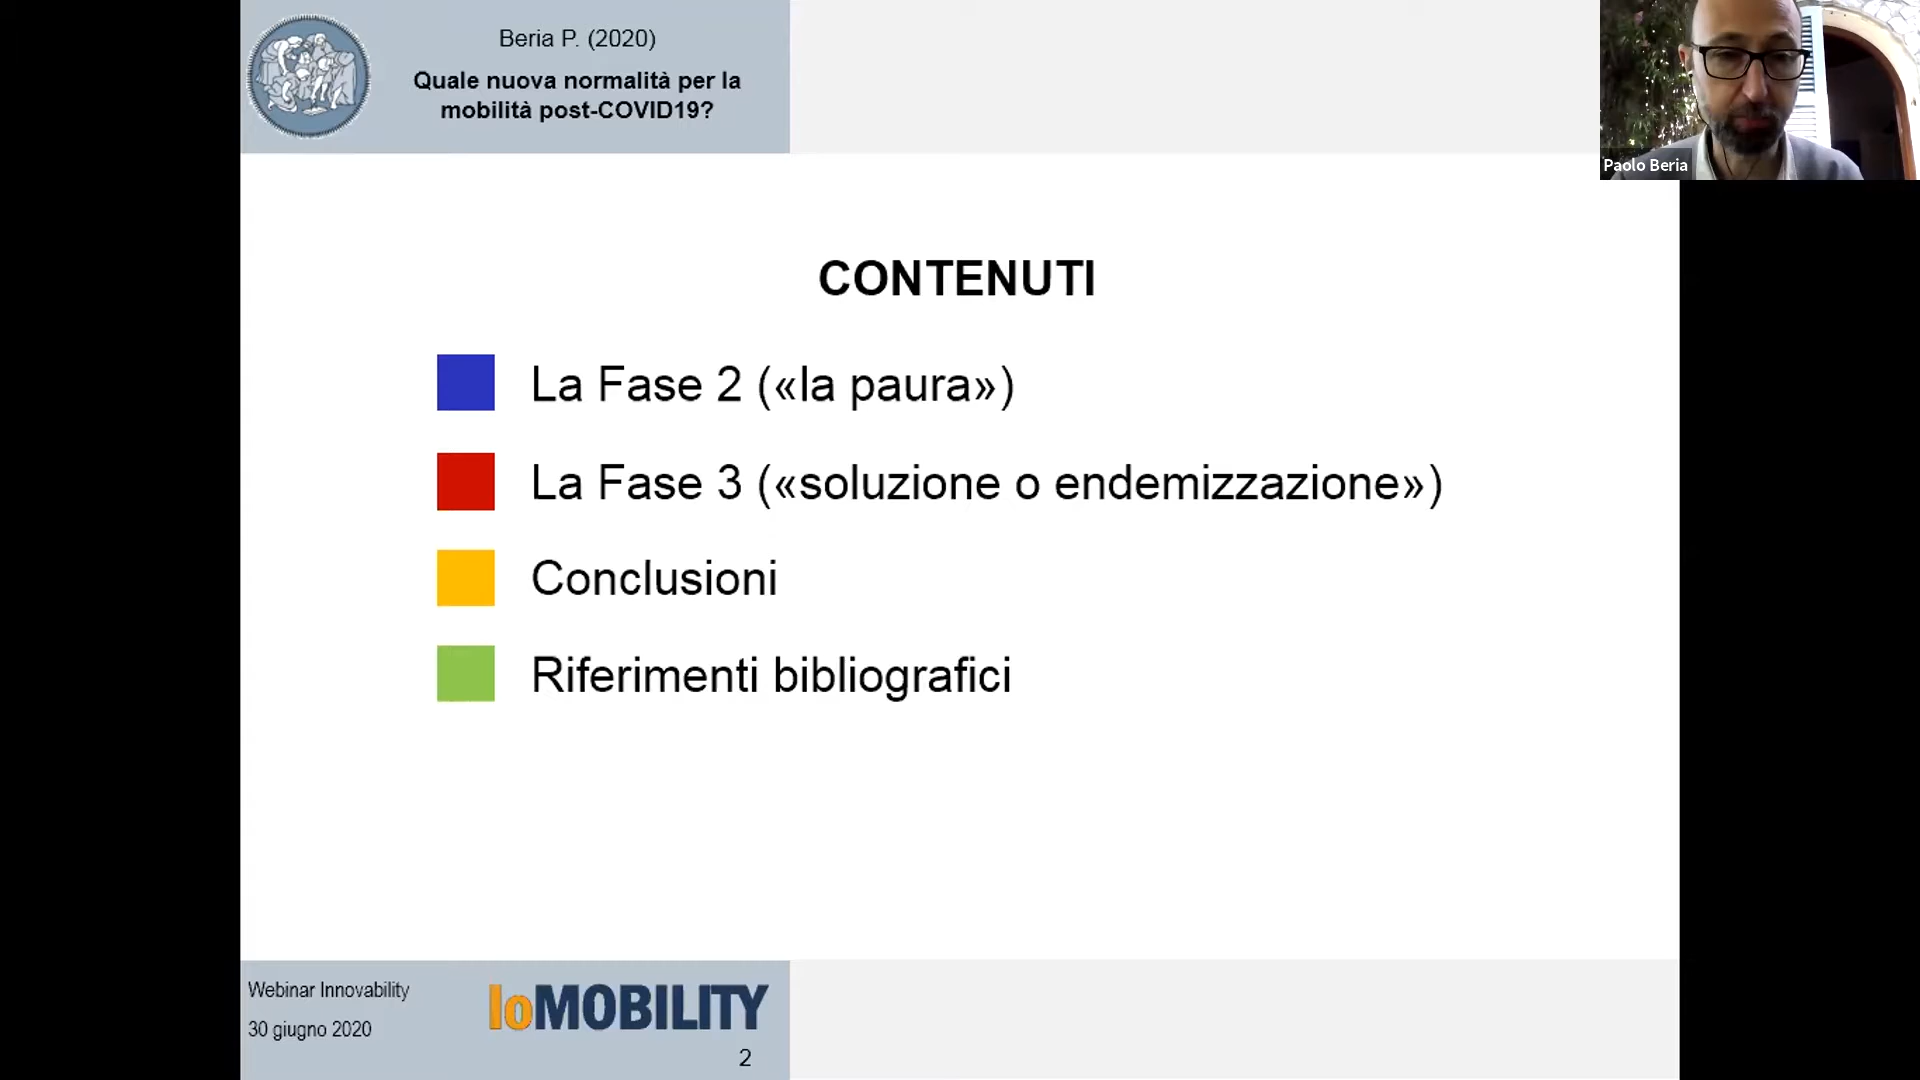 Beria P. (2020)
Quale nuova normalità per la
mobilità post-COVID19?
Paolo Beria
CONTENUTI
La Fase 2 («la paura»)
La Fase 3 («soluzione o endemizzazione»)
Conclusioni
Riferimenti bibliografici
Webinar Innovability
30 giugno 2020
IoMOBILITY
2